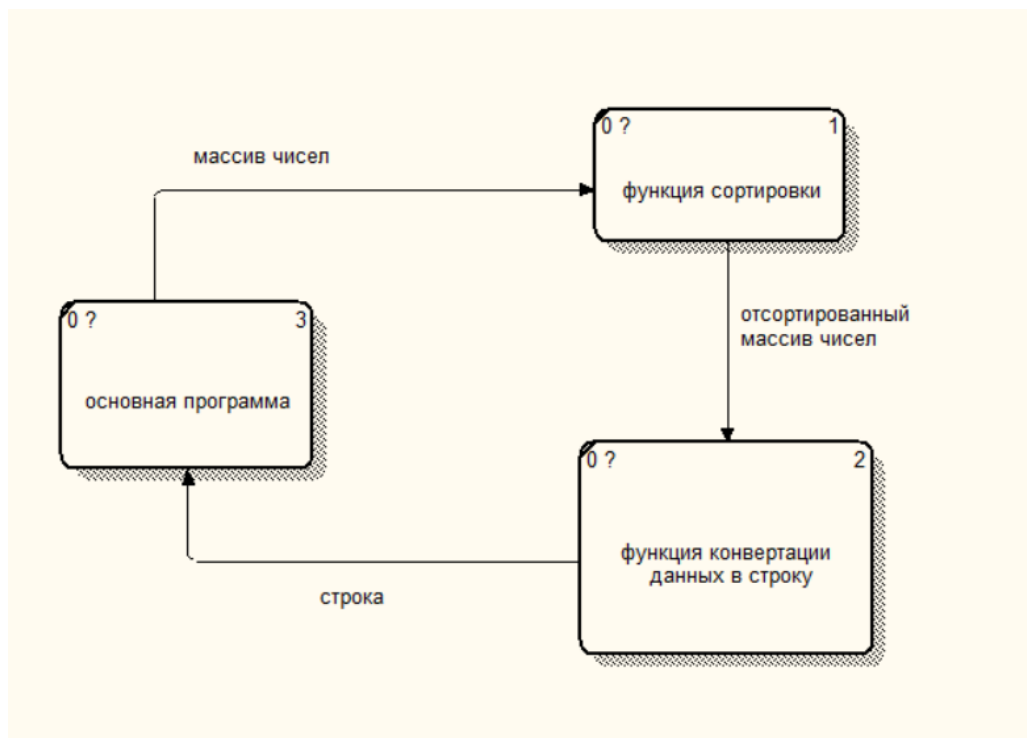 0 ? 1
массив чисел
функция сортировки
0 ? 3
отсортированный
массив чисел
основная программа
0 ? 2
функция конвертации
данных в строку
строка